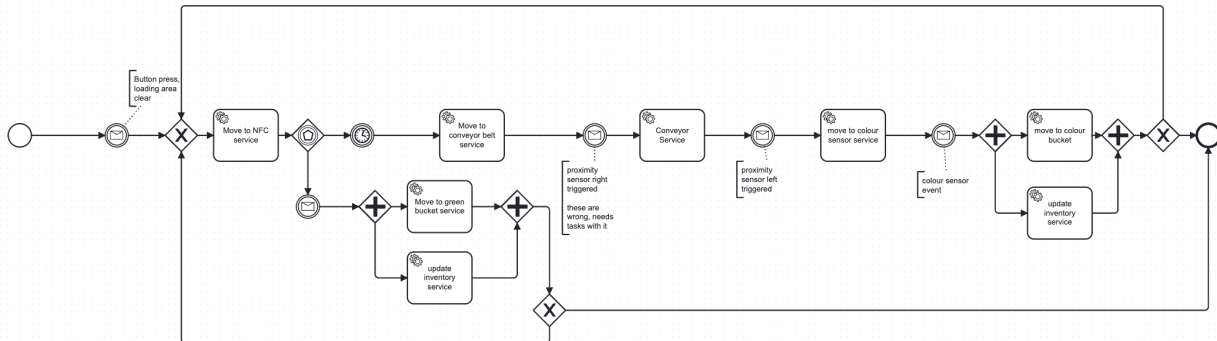 Button press,
loading area
clear
Move to NFC
service
Move to
conveyor belt
service
proximity
sensor right
triggered
these are
wrong, needs
tasks with it
Conveyor
Service
proximity
sensor left
triggered
move to colour
sensor service
colour sensor
event
move to colour
bucket
update
inventory
service
Move to green
bucket service
update
inventory
service